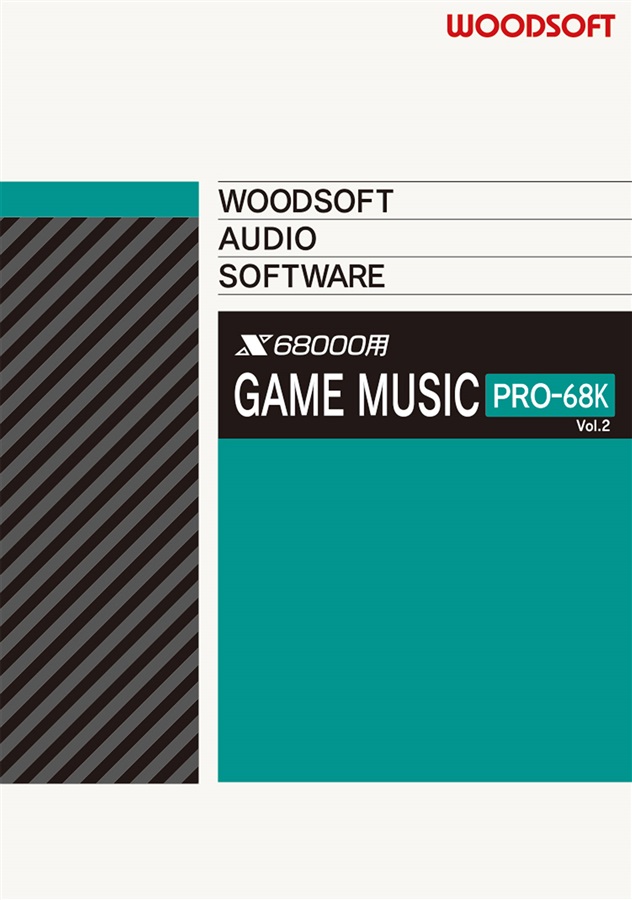 WOODSOFT
WOODSOFT
AUDIO
SOFTWARE
X68000用
GAME MUSIC PRO-68K
Vol.2